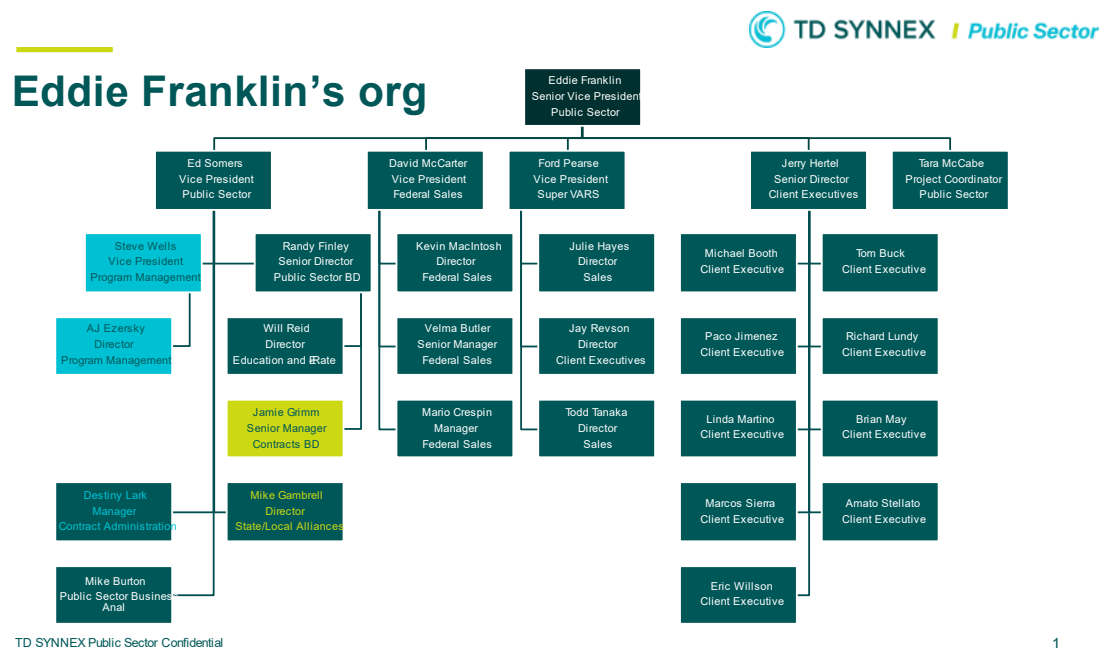 TD SYNNEX Public Sector
Eddie Franklin's org
Eddie Franklin
Senior Vice President
Public Sector
Ed Somers
Vice President
Public Sector
David McCarter
Vice President
Federal Sales
Ford Pearse
Vice President
Super VARS
Jerry Hertel
Senior Director
Client Executives
Tara McCabe
Project Coordinator
Public Sector
Steve Wells
Vice President
Program Management
Randy Finley
Senior Director
Public Sector BD
Kevin MacIntosh
Director
Federal Sales
Julie Hayes
Director
Sales
Michael Booth
Client Executive
Tom Buck
Client Executive
AJ Ezersky
Director
Program Management
Will Reid
Director
Education and E-Rate
Velma Butler
Senior Manager
Federal Sales
Jay Revson
Director
Client Executives
Paco Jimenez
Client Executive
Richard Lundy
Client Executive
Jamie Grimm
Senior Manager
Contracts BD
Mario Crespin
Manager
Federal Sales
Todd Tanaka
Director
Sales
Linda Martino
Client Executive
Brian May
Client Executive
Destiny Lark
Manager
Contract Administration
Mike Gambrell
Director
State/Local Alliances
Marcos Sierra
Client Executive
Amato Stellato
Client Executive
Mike Burton
Public Sector Business
Anal
Eric Willson
Client Executive
TD SYNNEX Public Sector Confidential
1